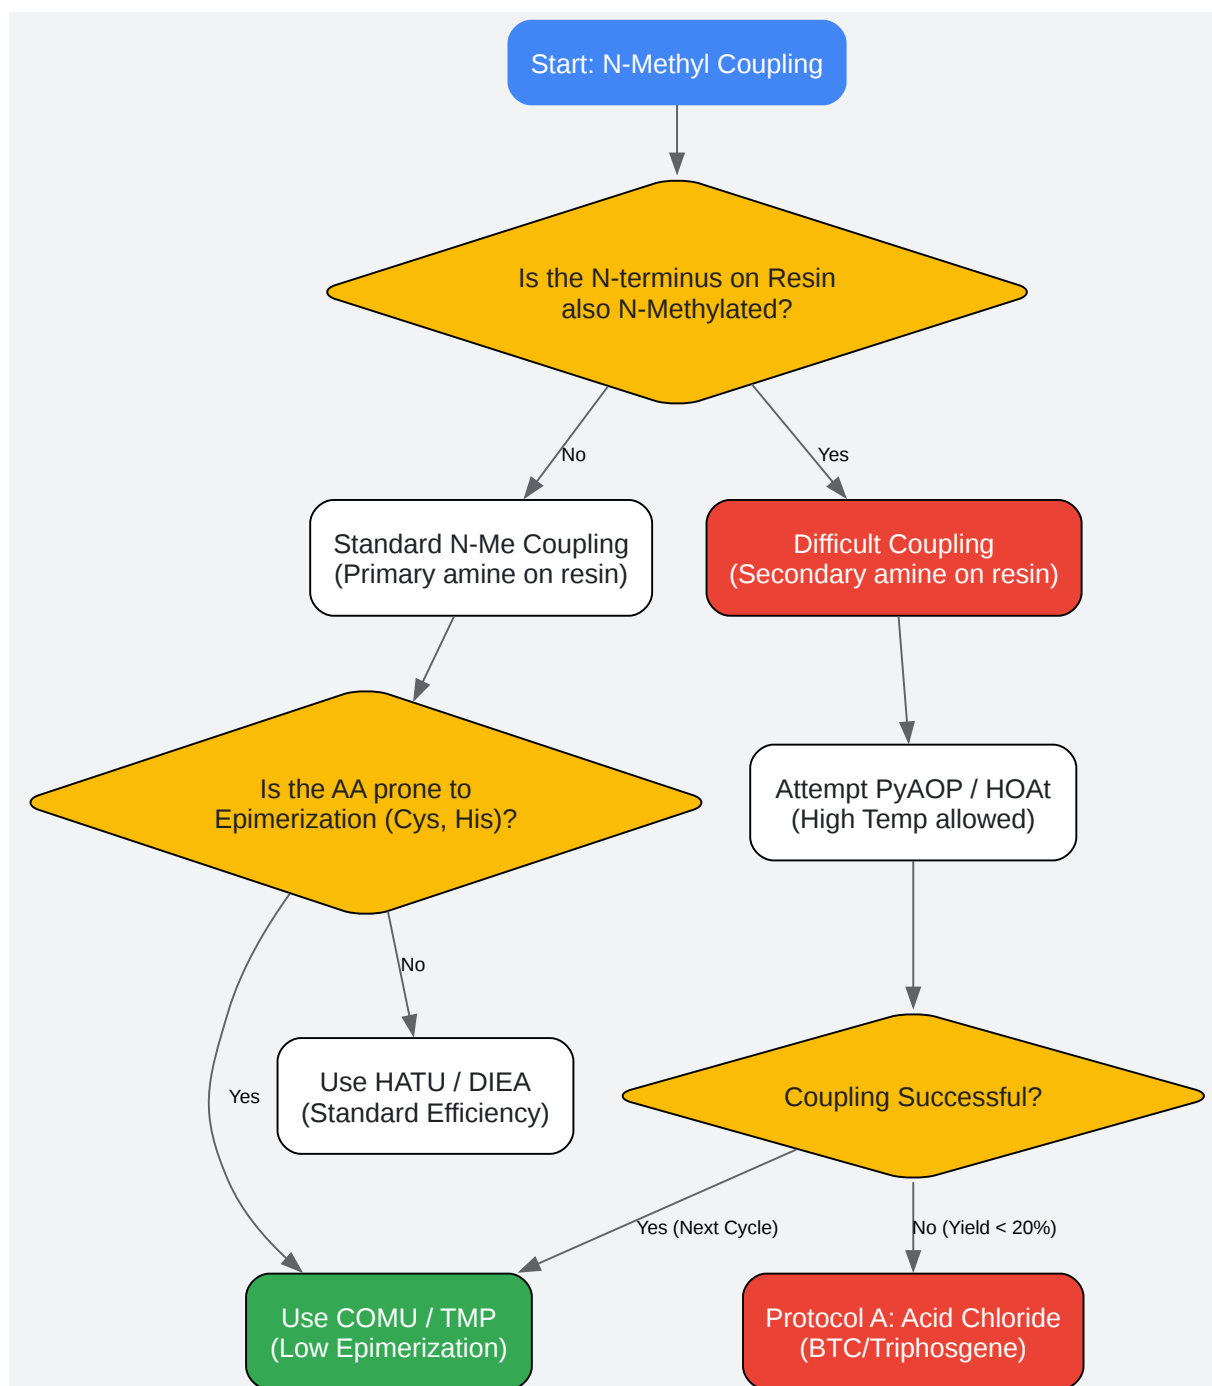 Start: N-Methyl Coupling
Is the N-terminus on Resin
also N-Methylated?
No
Yes
Standard N-Me Coupling
(Primary amine on resin)
Difficult Coupling
(Secondary amine on resin)
Is the AA prone to
Epimerization (Cys, His)?
Attempt PyAOP / HOAt
(High Temp allowed)
No
Yes
Use HATU / DIEA
(Standard Efficiency)
Coupling Successful?
Yes (Next Cycle)
No (Yield < 20%)
Use COMU / TMP
(Low Epimerization)
Protocol A: Acid Chloride
(BTC/Triphosgene)